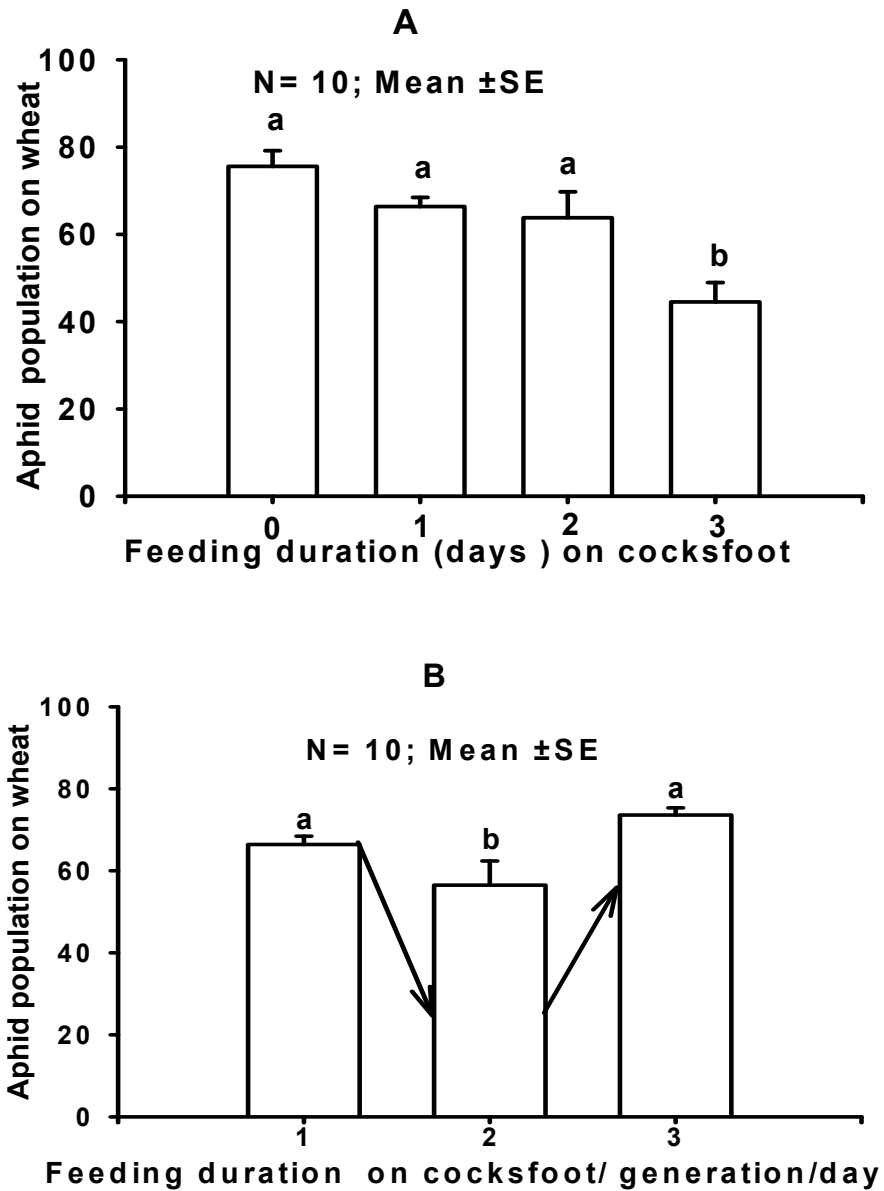 A
N= 10; Mean ±SE
Aphid population on wheat
100
80
60
40
20
0
a
a
a
b
0 1 2 3
Feeding duration (days ) on cocksfoot
B
N= 10; Mean ±SE
Aphid population on wheat
100
80
60
40
20
0
a
b
a
1 2 3
Feeding duration on cocksfoot/ generation/day